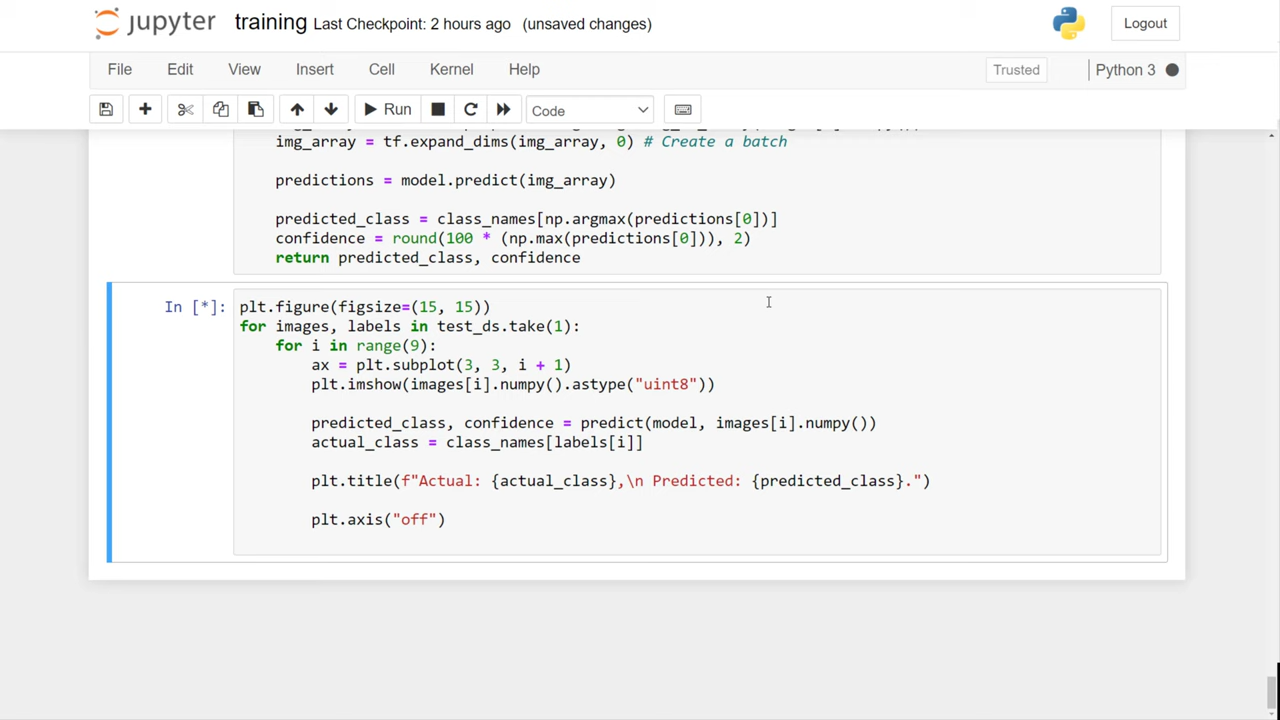 jupyter training Last Checkpoint: 2 hours ago (unsaved changes) Logout
File Edit View Insert Cell Kernel Help Trusted Python 3
Run Code
img_array = tf.expand_dims(img_array, 0) # Create a batch
predictions = model.predict(img_array)
predicted_class = class_names[np.argmax(predictions[0])]
confidence = round(100 * (np.max(predictions[0])), 2)
return predicted_class, confidence
In [*]: plt.figure(figsize=(15, 15))
for images, labels in test_ds.take(1):
for i in range(9):
ax = plt.subplot(3, 3, i + 1)
plt.imshow(images[i].numpy().astype("uint8"))
predicted_class, confidence = predict(model, images[i].numpy())
actual_class = class_names[labels[i]]
plt.title(f"Actual: {actual_class},\n Predicted: {predicted_class}.")
plt.axis("off")